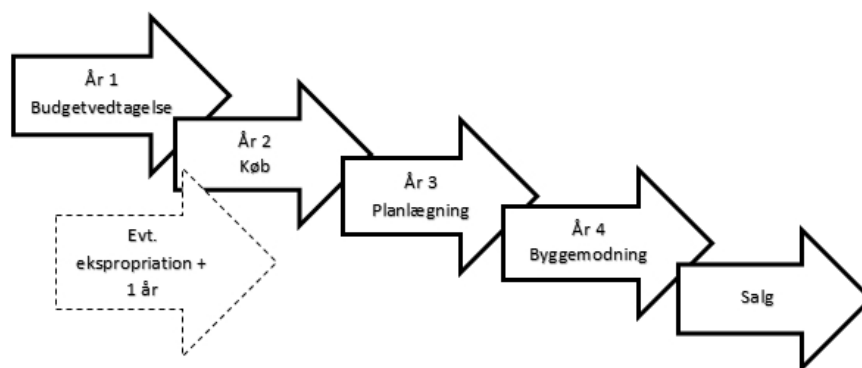 År 1
Budgetvedtagelse
År 2
Køb
År 3
Planlægning
År 4
Byggemodning
Salg
Evt.
ekspropriation +
1 år